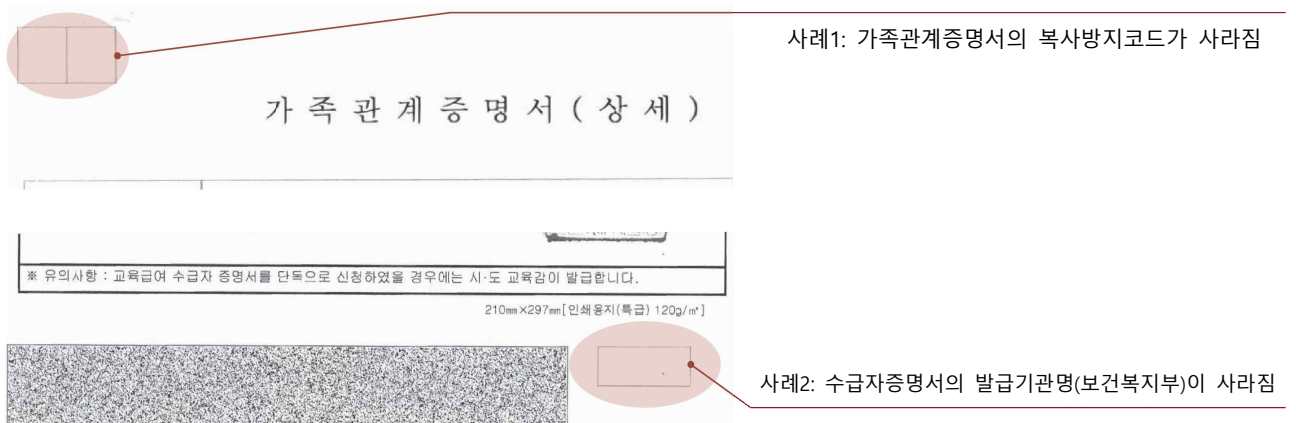 사례1: 가족관계증명서의 복사방지코드가 사라짐
가 족 관 계 증 명 서 ( 상 세 )
※ 유의사항 : 교육급여 수급자 증명서를 단독으로 신청하였을 경우에는 시·도 교육감이 발급합니다.
210㎜×297㎜[인쇄용지(특급) 120g/㎡]
사례2: 수급자증명서의 발급기관명(보건복지부)이 사라짐